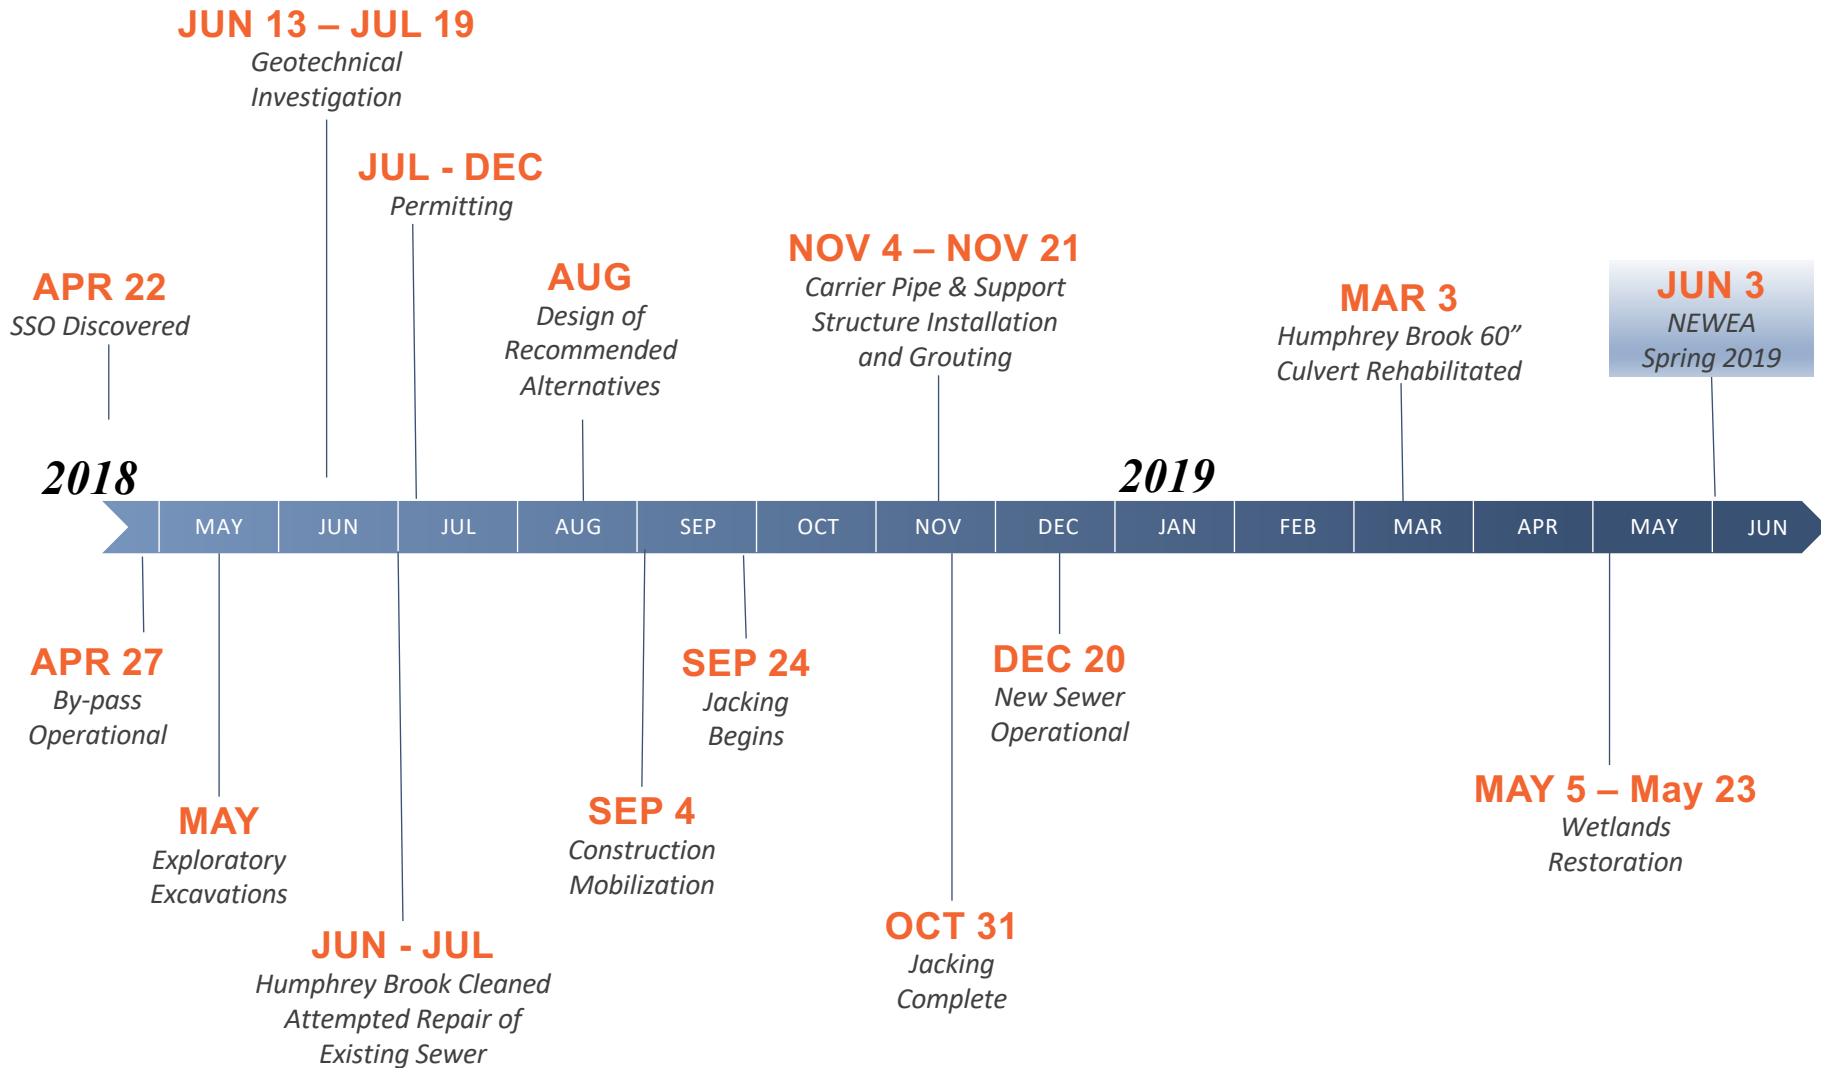 JUN 13 – JUL 19
Geotechnical
Investigation
JUL - DEC
Permitting
APR 22
SSO Discovered
AUG
Design of
Recommended
Alternatives
NOV 4 – NOV 21
Carrier Pipe & Support
Structure Installation
and Grouting
MAR 3
Humphrey Brook 60”
Culvert Rehabilitated
JUN 3
NEWEA
Spring 2019
2018
2019
MAY JUN JUL AUG SEP OCT NOV DEC JAN FEB MAR APR MAY JUN
APR 27
By-pass
Operational
MAY
Exploratory
Excavations
JUN - JUL
Humphrey Brook Cleaned
Attempted Repair of
Existing Sewer
SEP 4
Construction
Mobilization
SEP 24
Jacking
Begins
OCT 31
Jacking
Complete
DEC 20
New Sewer
Operational
MAY 5 – May 23
Wetlands
Restoration